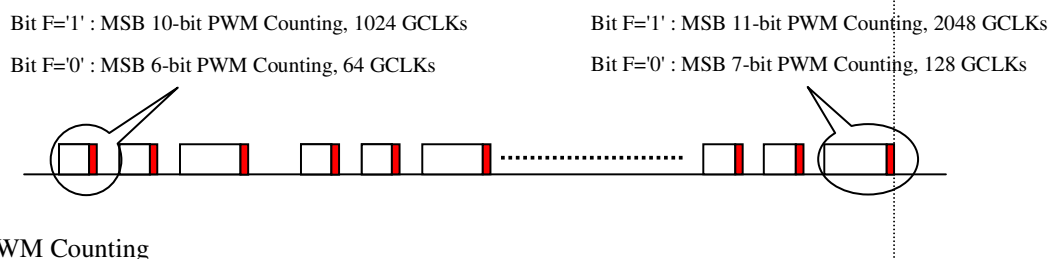 Bit F='1' : MSB 10-bit PWM Counting, 1024 GCLKs
Bit F='0' : MSB 6-bit PWM Counting, 64 GCLKs
Bit F='1' : MSB 11-bit PWM Counting, 2048 GCLKs
Bit F='0' : MSB 7-bit PWM Counting, 128 GCLKs
Counting